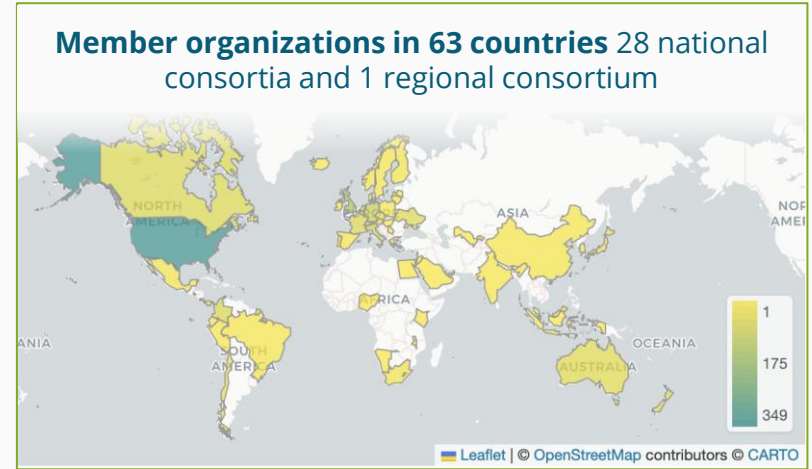 Member organizations in 63 countries 28 national
consortia and 1 regional consortium
NORTH
AMERICA
ASIA
NOR
AMEI
AFRICA
ANIA
OCEANIA
SOUTH
AMERICA
AUSTRALIA
1
175
349
Leaflet | © OpenStreetMap contributors © CARTO